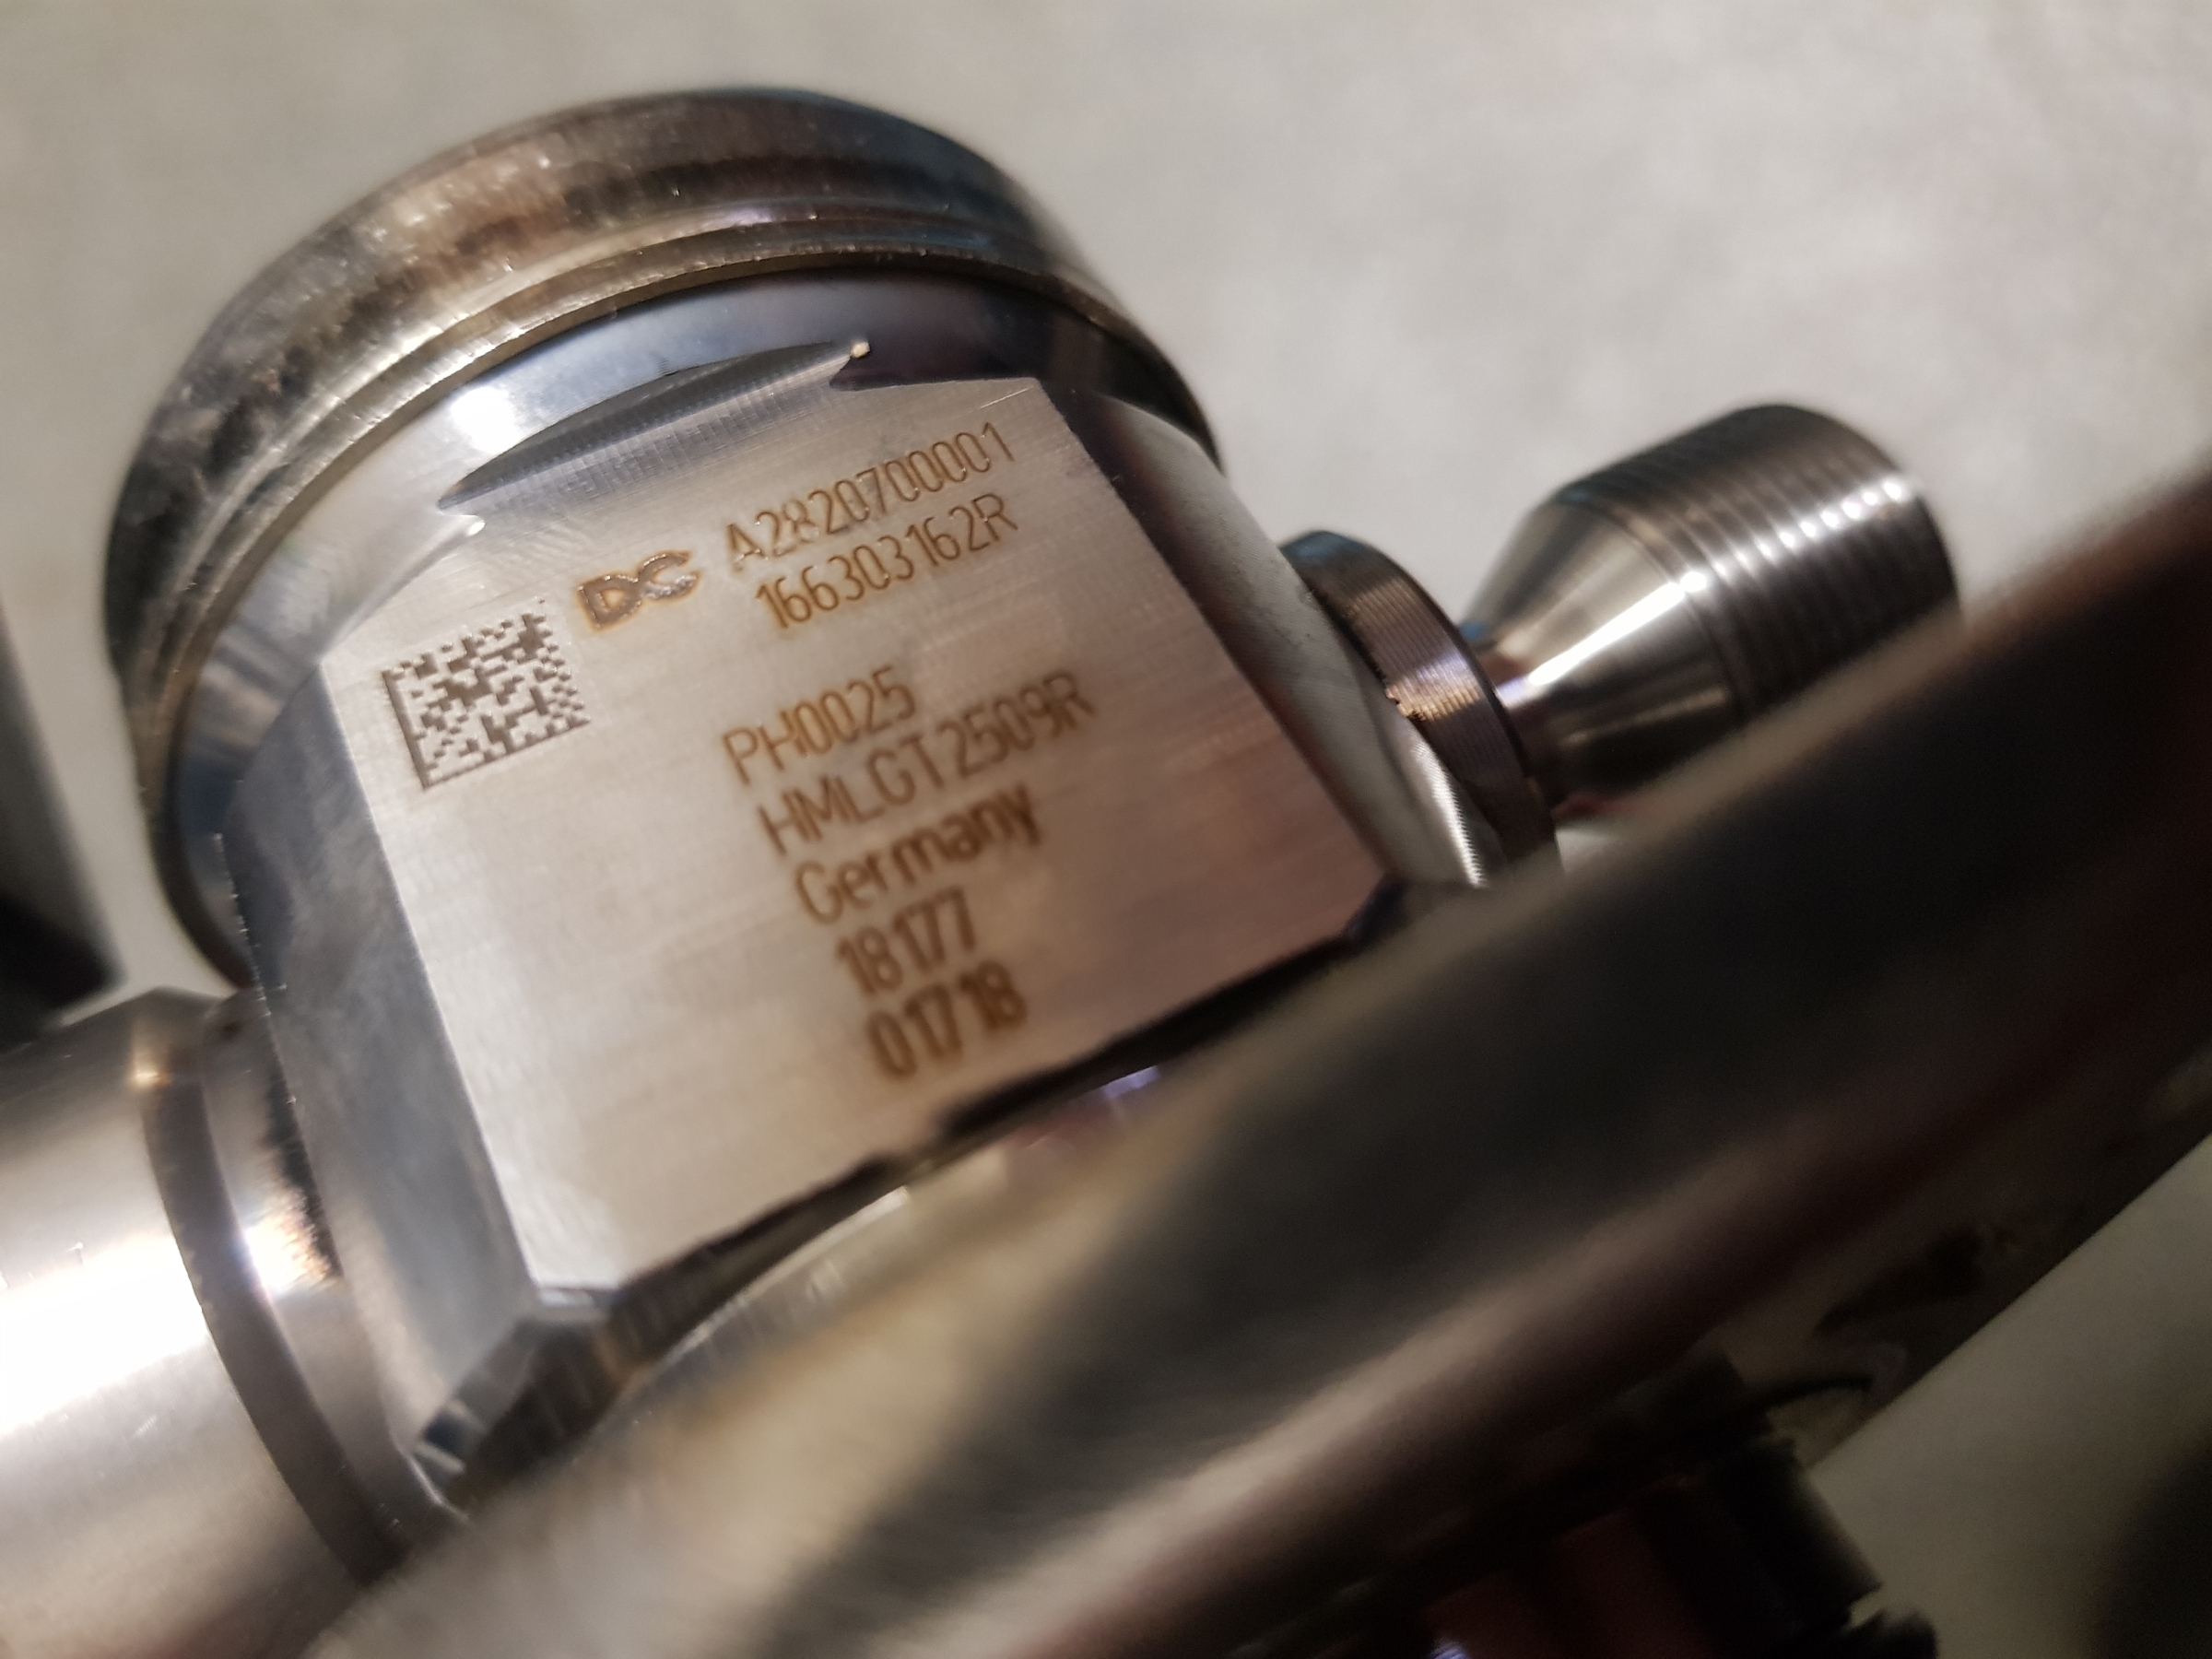 DC A2820700001
166303162R
PH0025
HMLGT2509R
Germany
18177
01718